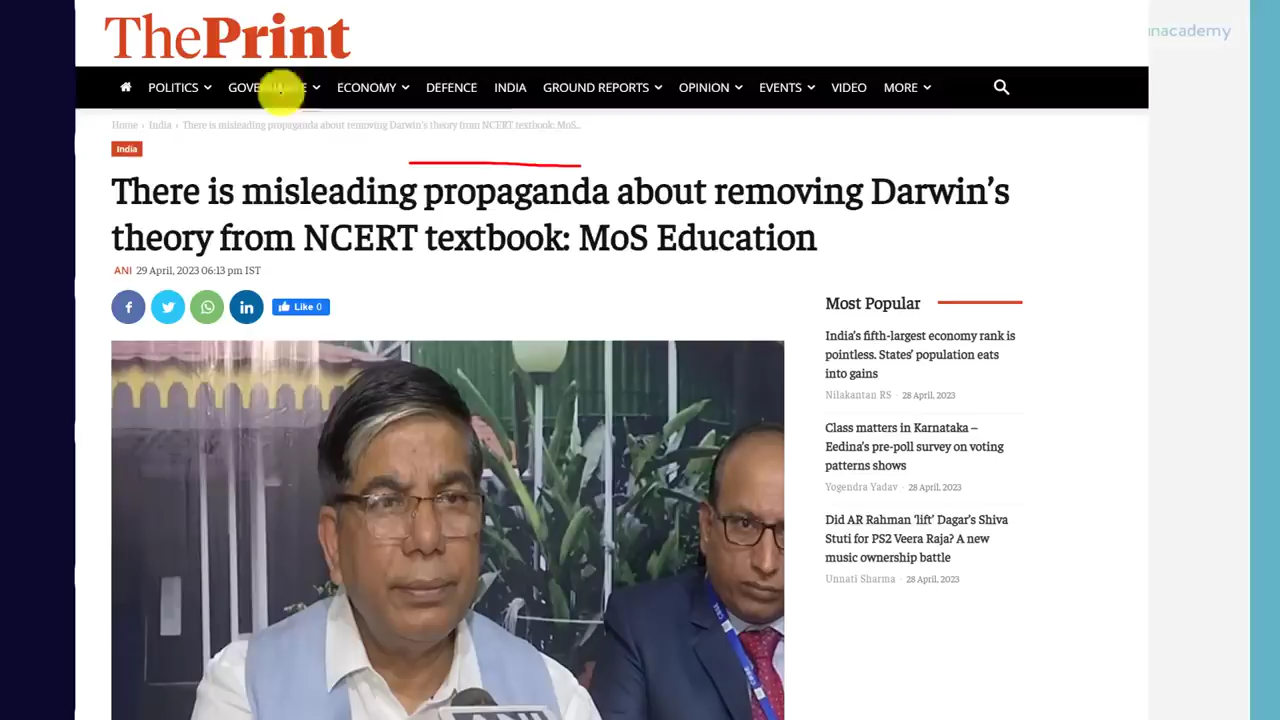 ThePrint
unacademy
POLITICS
ECONOMY
DEFENCE
INDIA
GROUND REPORTS
OPINION
EVENTS
VIDEO
MORE
Home › India › There is misleading propaganda about removing Darwin's theory from NCERT textbook: MoS...
India
There is misleading propaganda about removing Darwin's
theory from NCERT textbook: MoS Education
ANI 29 April, 2023 06:13 pm IST
Like 0
Most Popular
India's fifth-largest economy rank is
pointless. States' population eats
into gains
Nilakantan RS - 28 April, 2023
Class matters in Karnataka –
Eedina's pre-poll survey on voting
patterns shows
Yogendra Yadav - 28 April, 2023
Did AR Rahman 'lift' Dagar's Shiva
Stuti for PS2 Veera Raja? A new
music ownership battle
Unnati Sharma - 28 April, 2023